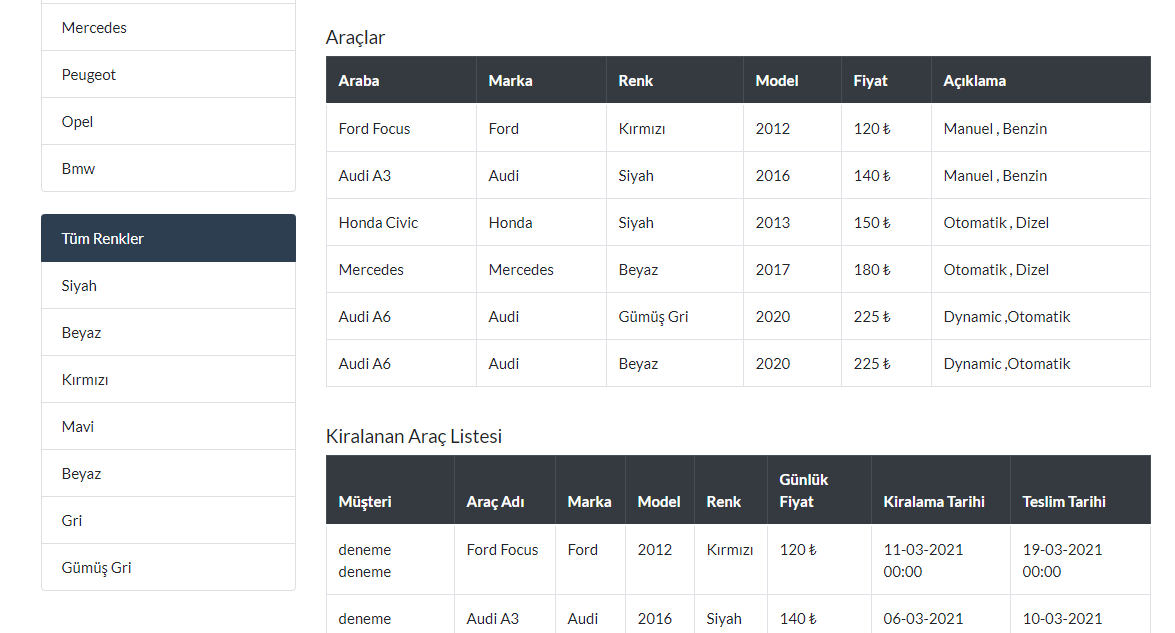 Mercedes
Peugeot
Opel
Bmw
Tüm Renkler
Siyah
Beyaz
Kırmızı
Mavi
Beyaz
Gri
Gümüş Gri
Araçlar
Araba Marka Renk Model Fiyat Açıklama
Ford Focus Ford Kırmızı 2012 120 ₺ Manuel , Benzin
Audi A3 Audi Siyah 2016 140 ₺ Manuel , Benzin
Honda Civic Honda Siyah 2013 150 ₺ Otomatik , Dizel
Mercedes Mercedes Beyaz 2017 180 ₺ Otomatik , Dizel
Audi A6 Audi Gümüş Gri 2020 225 ₺ Dynamic ,Otomatik
Audi A6 Audi Beyaz 2020 225 ₺ Dynamic ,Otomatik
Kiralanan Araç Listesi
Günlük
Müşteri Araç Adı Marka Model Renk Fiyat Kiralama Tarihi Teslim Tarihi
deneme Ford Focus Ford 2012 Kırmızı 120 ₺ 11-03-2021 19-03-2021
deneme 00:00 00:00
deneme Audi A3 Audi 2016 Siyah 140 ₺ 06-03-2021 10-03-2021